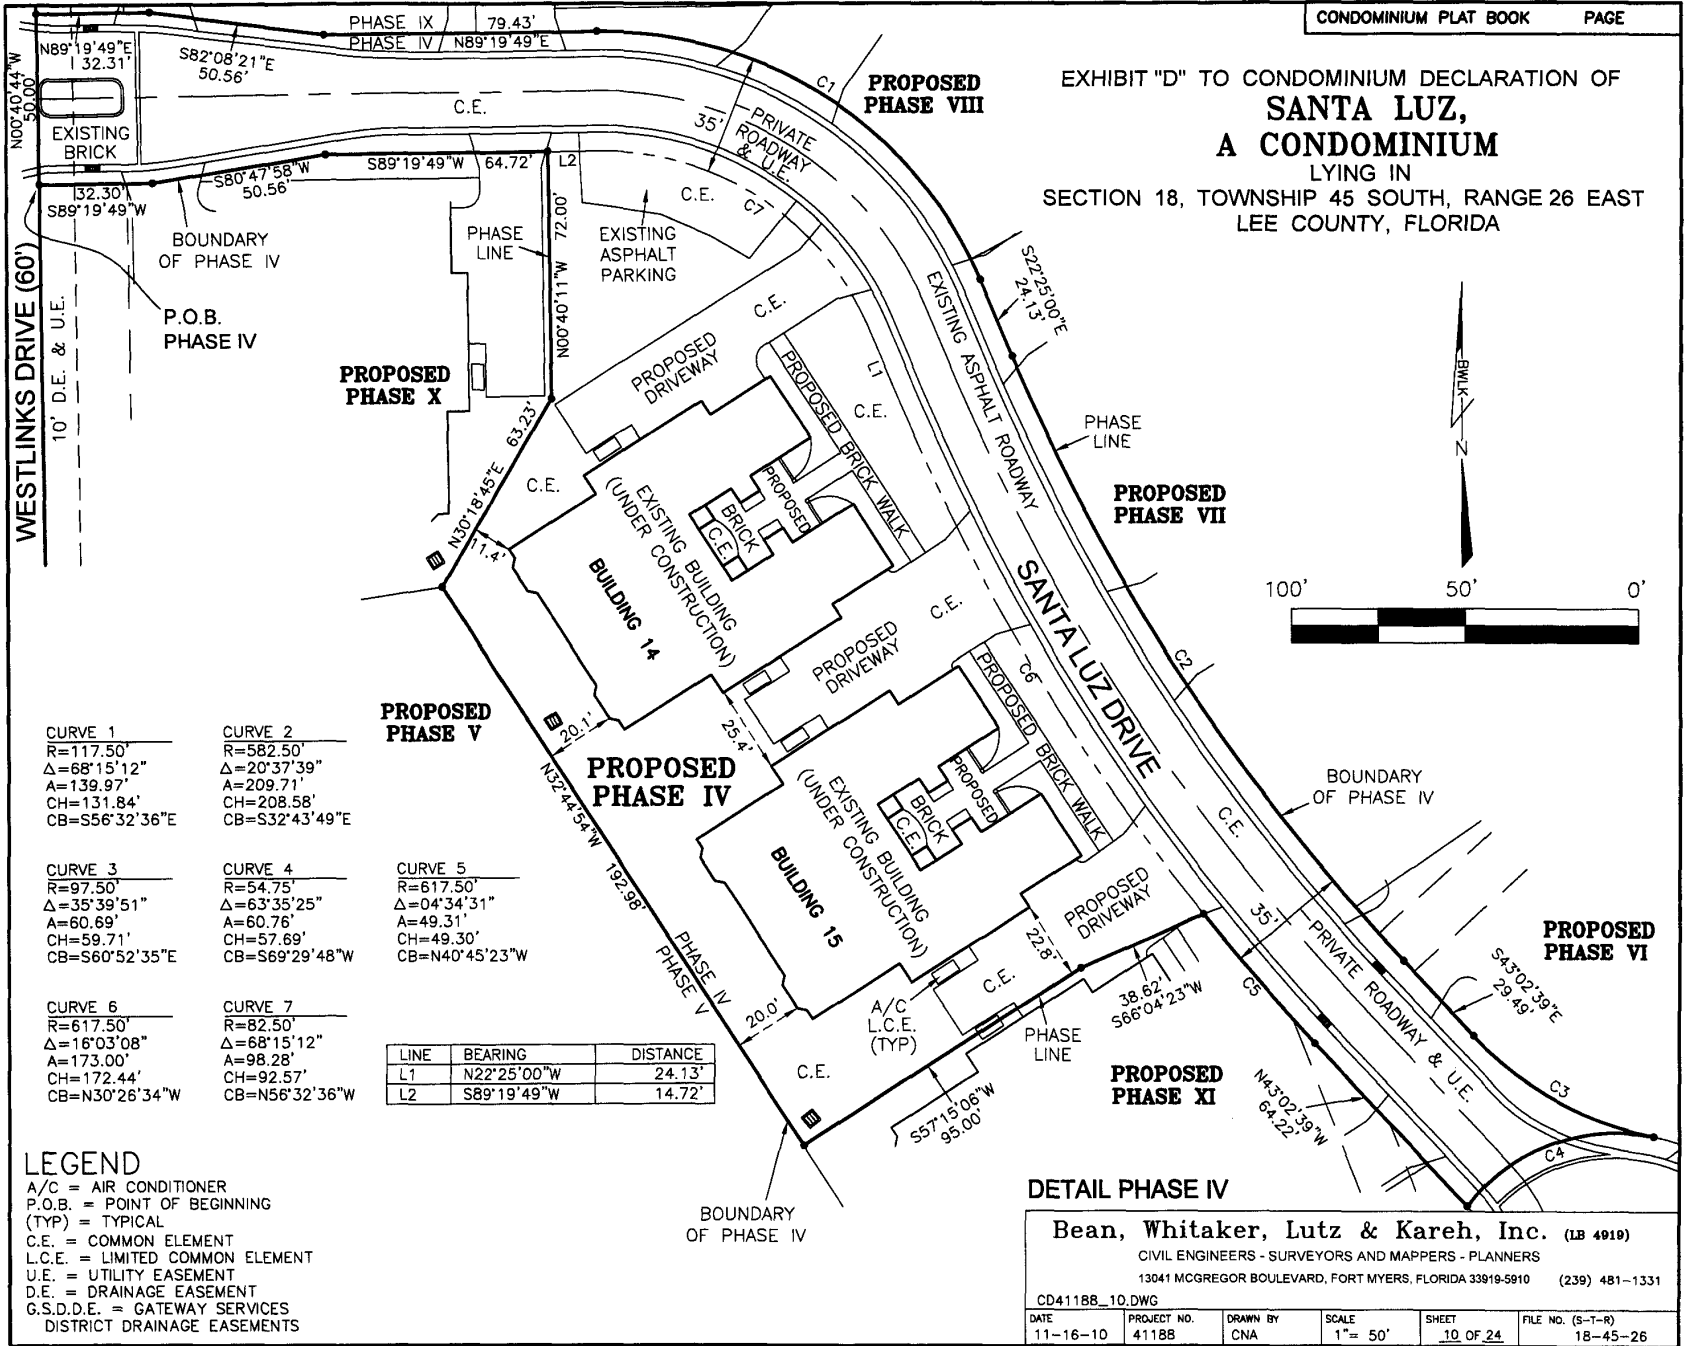 CONDOMINIUM PLAT BOOK PAGE
EXHIBIT "D" TO CONDOMINIUM DECLARATION OF
SANTA LUZ,
A CONDOMINIUM
LYING IN
SECTION 18, TOWNSHIP 45 SOUTH, RANGE 26 EAST
LEE COUNTY, FLORIDA
PHASE IX
79.43'
PHASE IV
N89°19'49"E
N89°19'49"E
32.31'
S82°08'21"E
50.56'
N00°40'44"W
50.00'
EXISTING
BRICK
C.E.
35'
PRIVATE
ROADWAY
& U.E.
C1
PROPOSED
PHASE VIII
32.30'
S89°19'49"W
S80°47'58"W
50.56'
S89°19'49"W 64.72'
L2
C.E.
C7
BOUNDARY
OF PHASE IV
PHASE
LINE
N00°40'11"W 72.00'
EXISTING
ASPHALT
PARKING
WESTLINKS DRIVE (60')
10' D.E. & U.E.
P.O.B.
PHASE IV
PROPOSED
PHASE X
C.E.
PROPOSED
DRIVEWAY
L1
C.E.
S22°25'00"E
24.13'
EXISTING ASPHALT ROADWAY
PHASE
LINE
BWLK
N
100' 50' 0'
PROPOSED
PHASE VII
N30°18'45"E 63.23'
C.E.
11.4'
PROPOSED BRICK WALK
PROPOSED
BRICK
C.E.
EXISTING BUILDING
(UNDER CONSTRUCTION)
BUILDING 14
C.E.
PROPOSED
DRIVEWAY
SANTA LUZ DRIVE
C6
C2
20.1'
25.4'
PROPOSED
PHASE V
PROPOSED
PHASE IV
N32°44'54"W 192.98'
PROPOSED BRICK WALK
PROPOSED
BRICK
C.E.
EXISTING BUILDING
(UNDER CONSTRUCTION)
BUILDING 15
BOUNDARY
OF PHASE IV
C.E.
PROPOSED
DRIVEWAY
35'
PRIVATE ROADWAY & U.E.
PROPOSED
PHASE VI
S43°02'39"E
29.49'
22.8'
C.E.
38.62'
S66°04'23"W
C5
PHASE IV
PHASE V
20.0'
A/C
L.C.E.
(TYP)
PHASE
LINE
C.E.
S57°15'06"W
95.00'
PROPOSED
PHASE XI
N43°02'39"W
64.22'
C3
C4
BOUNDARY
OF PHASE IV
CURVE 1
R=117.50'
Δ=68°15'12"
A=139.97'
CH=131.84'
CB=S56°32'36"E
CURVE 2
R=582.50'
Δ=20°37'39"
A=209.71'
CH=208.58'
CB=S32°43'49"E
CURVE 3
R=97.50'
Δ=35°39'51"
A=60.69'
CH=59.71'
CB=S60°52'35"E
CURVE 4
R=54.75'
Δ=63°35'25"
A=60.76'
CH=57.69'
CB=S69°29'48"W
CURVE 5
R=617.50'
Δ=04°34'31"
A=49.31'
CH=49.30'
CB=N40°45'23"W
CURVE 6
R=617.50'
Δ=16°03'08"
A=173.00'
CH=172.44'
CB=N30°26'34"W
CURVE 7
R=82.50'
Δ=68°15'12"
A=98.28'
CH=92.57'
CB=N56°32'36"W
LINE BEARING DISTANCE
L1 N22°25'00"W 24.13'
L2 S89°19'49"W 14.72'
LEGEND
A/C = AIR CONDITIONER
P.O.B. = POINT OF BEGINNING
(TYP) = TYPICAL
C.E. = COMMON ELEMENT
L.C.E. = LIMITED COMMON ELEMENT
U.E. = UTILITY EASEMENT
D.E. = DRAINAGE EASEMENT
G.S.D.D.E. = GATEWAY SERVICES
DISTRICT DRAINAGE EASEMENTS
DETAIL PHASE IV
Bean, Whitaker, Lutz & Kareh, Inc. (LB 4919)
CIVIL ENGINEERS - SURVEYORS AND MAPPERS - PLANNERS
13041 MCGREGOR BOULEVARD, FORT MYERS, FLORIDA 33919-5910 (239) 481-1331
CD41188_10.DWG
DATE PROJECT NO. DRAWN BY SCALE SHEET FILE NO. (S-T-R)
11-16-10 41188 CNA 1"= 50' 10 OF 24 18-45-26